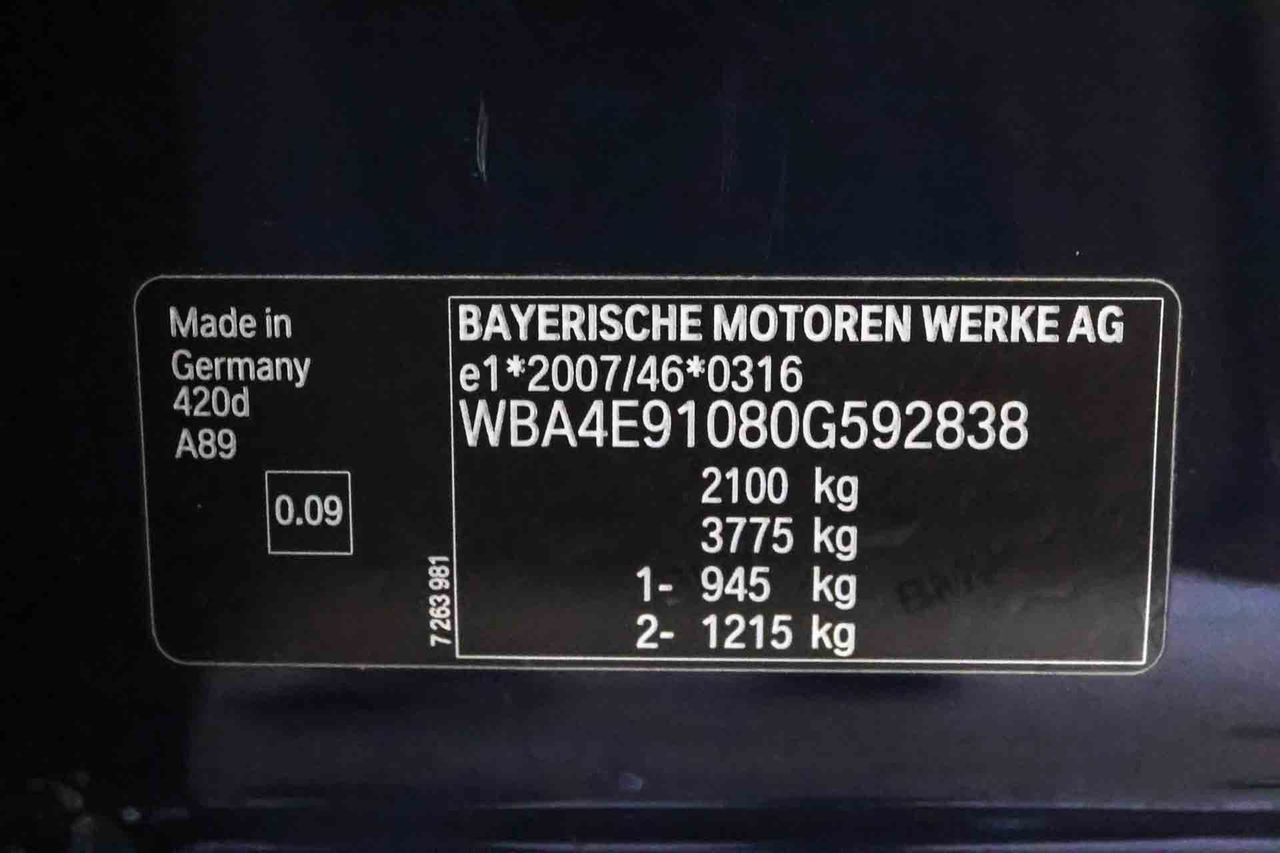 Made in
Germany
420d
A89
0.09
7 263 981
BAYERISCHE MOTOREN WERKE AG
e1*2007/46*0316
WBA4E91080G592838
2100 kg
3775 kg
1- 945 kg
2- 1215 kg